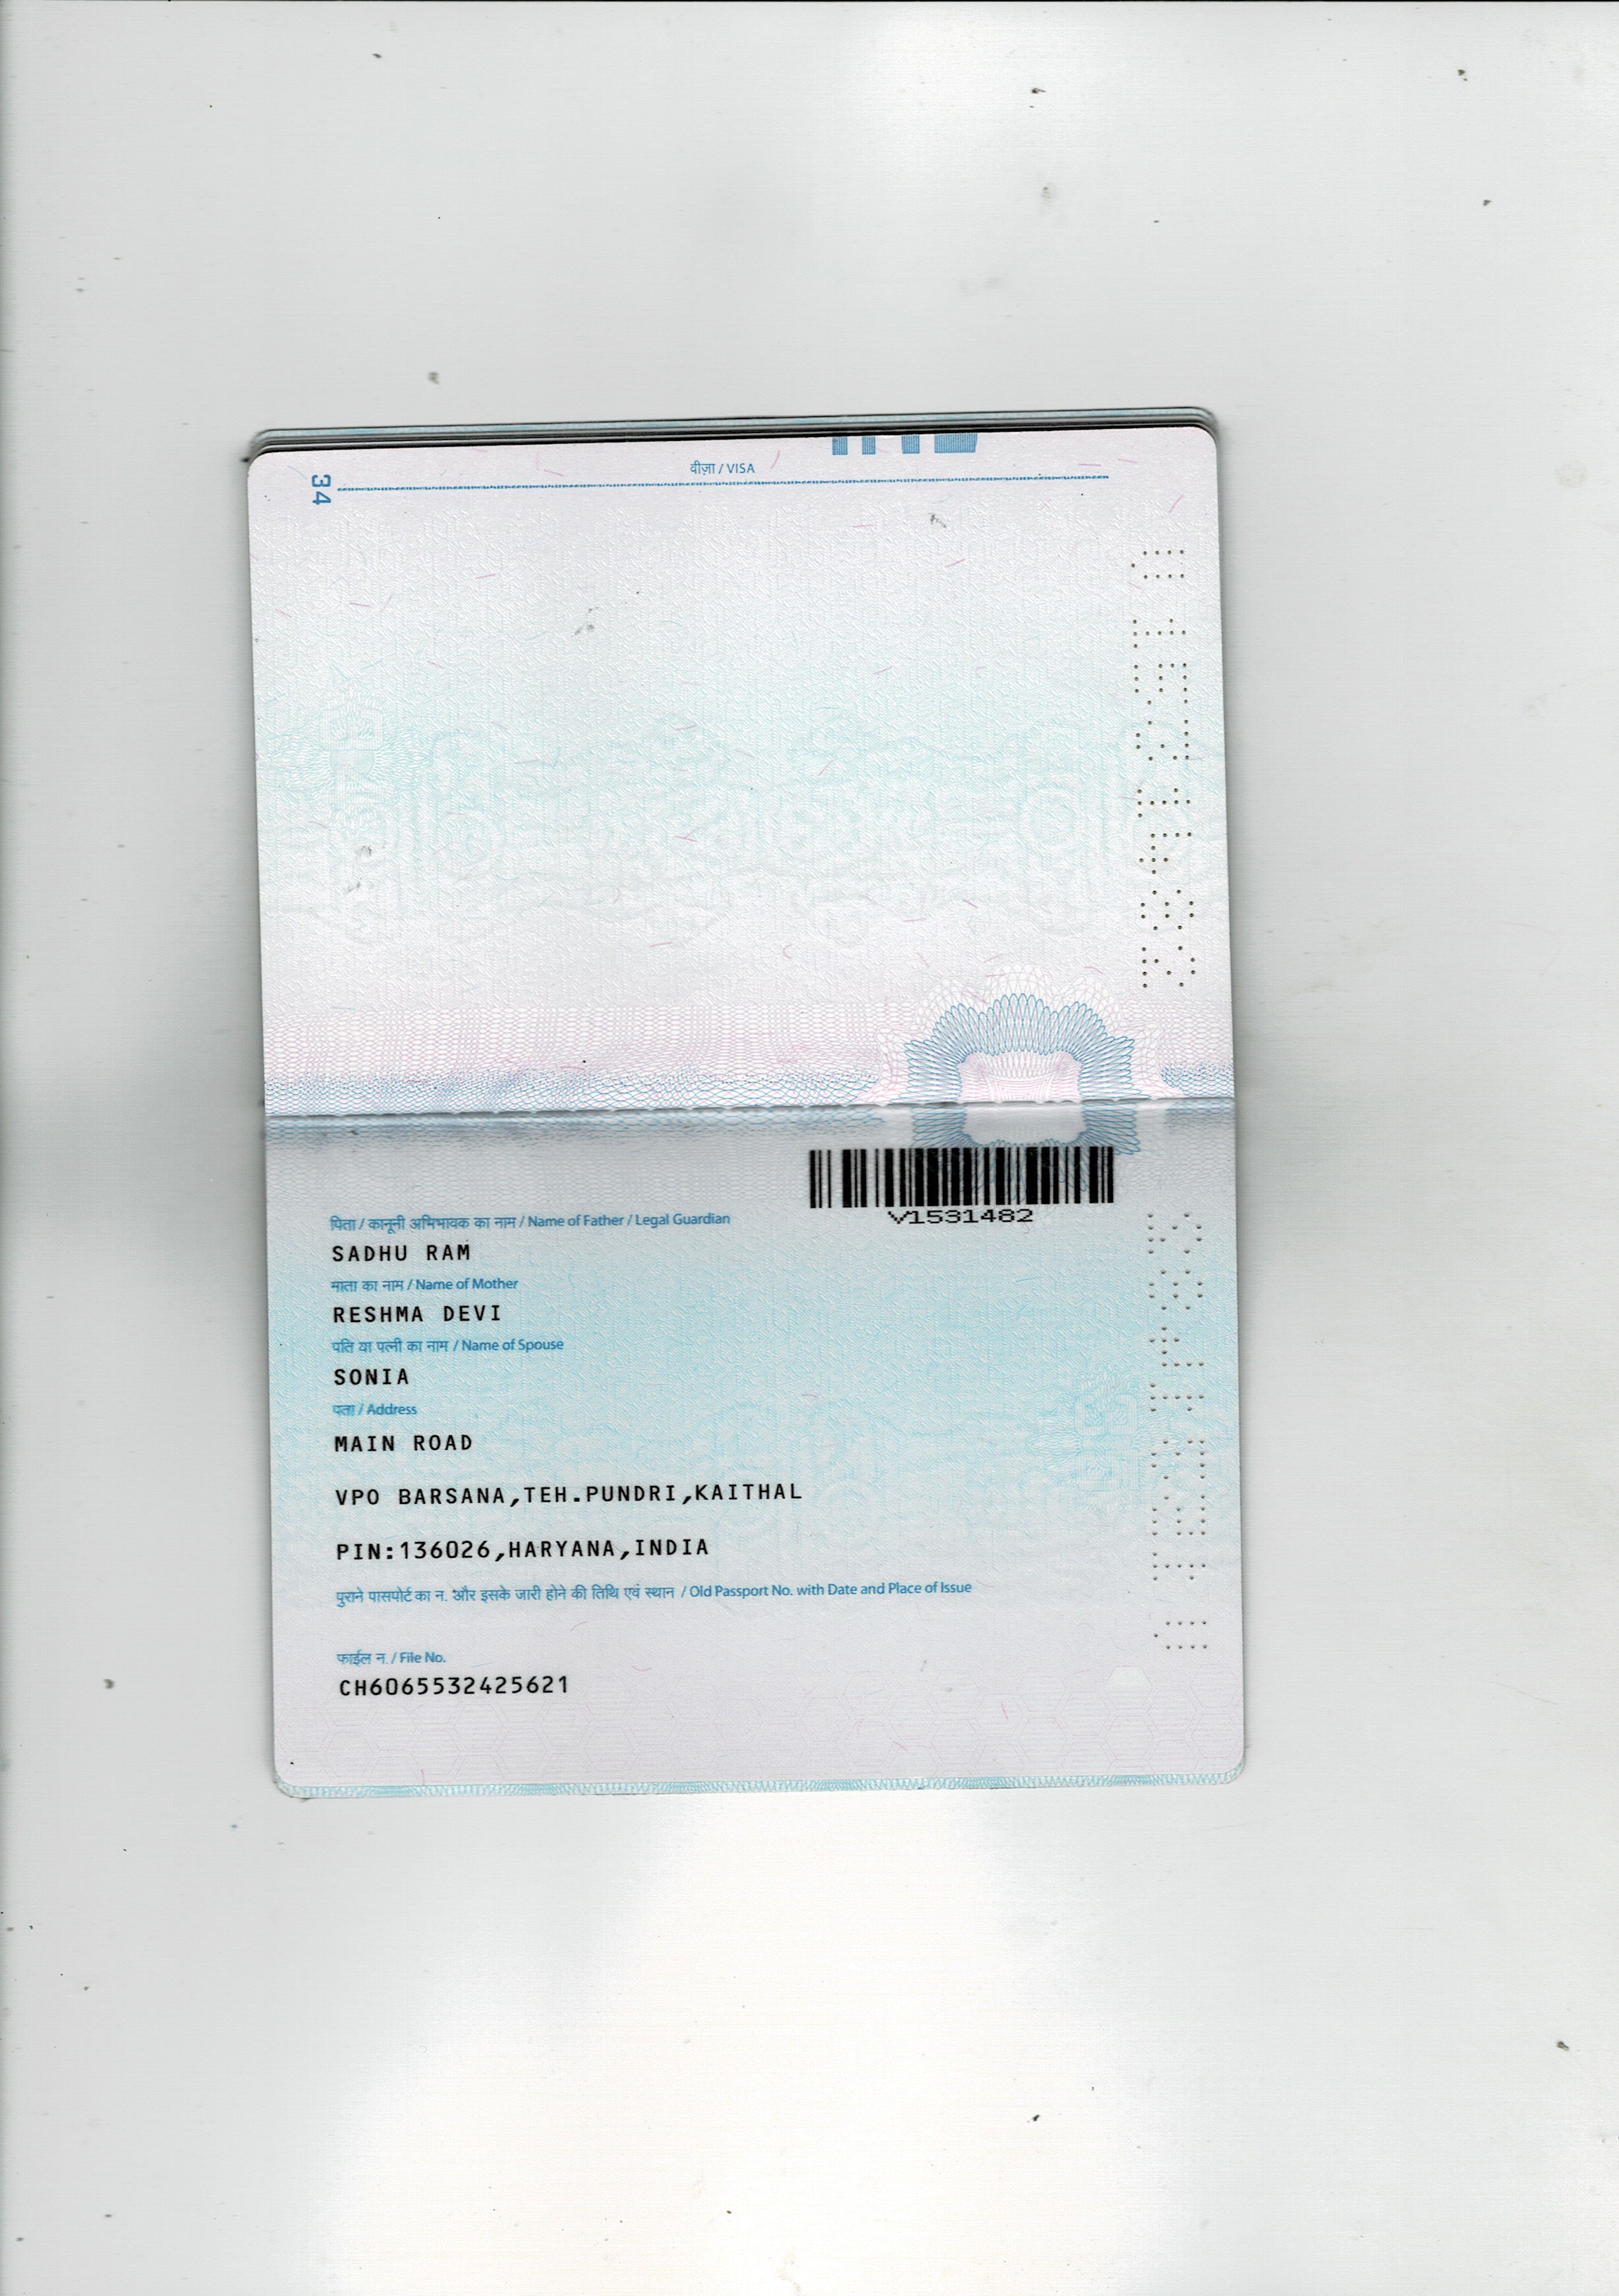 34
वीज़ा / VISA
V1531482
पिता / कानूनी अभिभावक का नाम / Name of Father / Legal Guardian
SADHU RAM
माता का नाम / Name of Mother
RESHMA DEVI
पति या पत्नी का नाम / Name of Spouse
SONIA
पता / Address
MAIN ROAD
VPO BARSANA,TEH.PUNDRI,KAITHAL
PIN:136026,HARYANA,INDIA
पुराने पासपोर्ट का न. और इसके जारी होने की तिथि एवं स्थान / Old Passport No. with Date and Place of Issue
फाईल न. / File No.
CH6065532425621